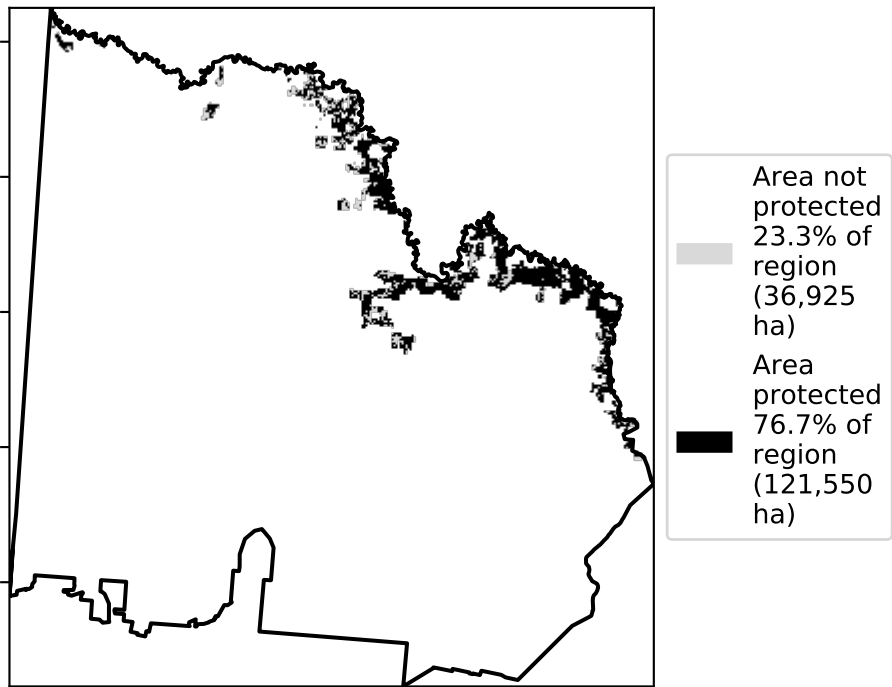 Area not
protected
23.3% of
region
(36,925
ha)
Area
protected
76.7% of
region
(121,550
ha)